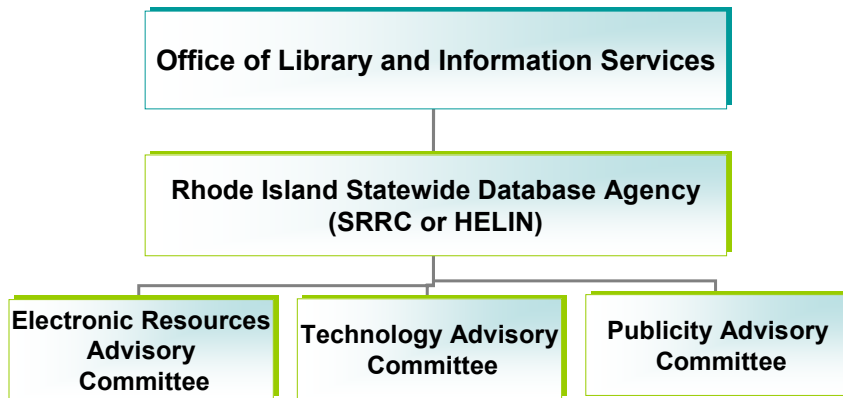 Office of Library and Information Services
Rhode Island Statewide Database Agency
(SRRC or HELIN)
Electronic Resources
Advisory
Committee
Technology Advisory
Committee
Publicity Advisory
Committee